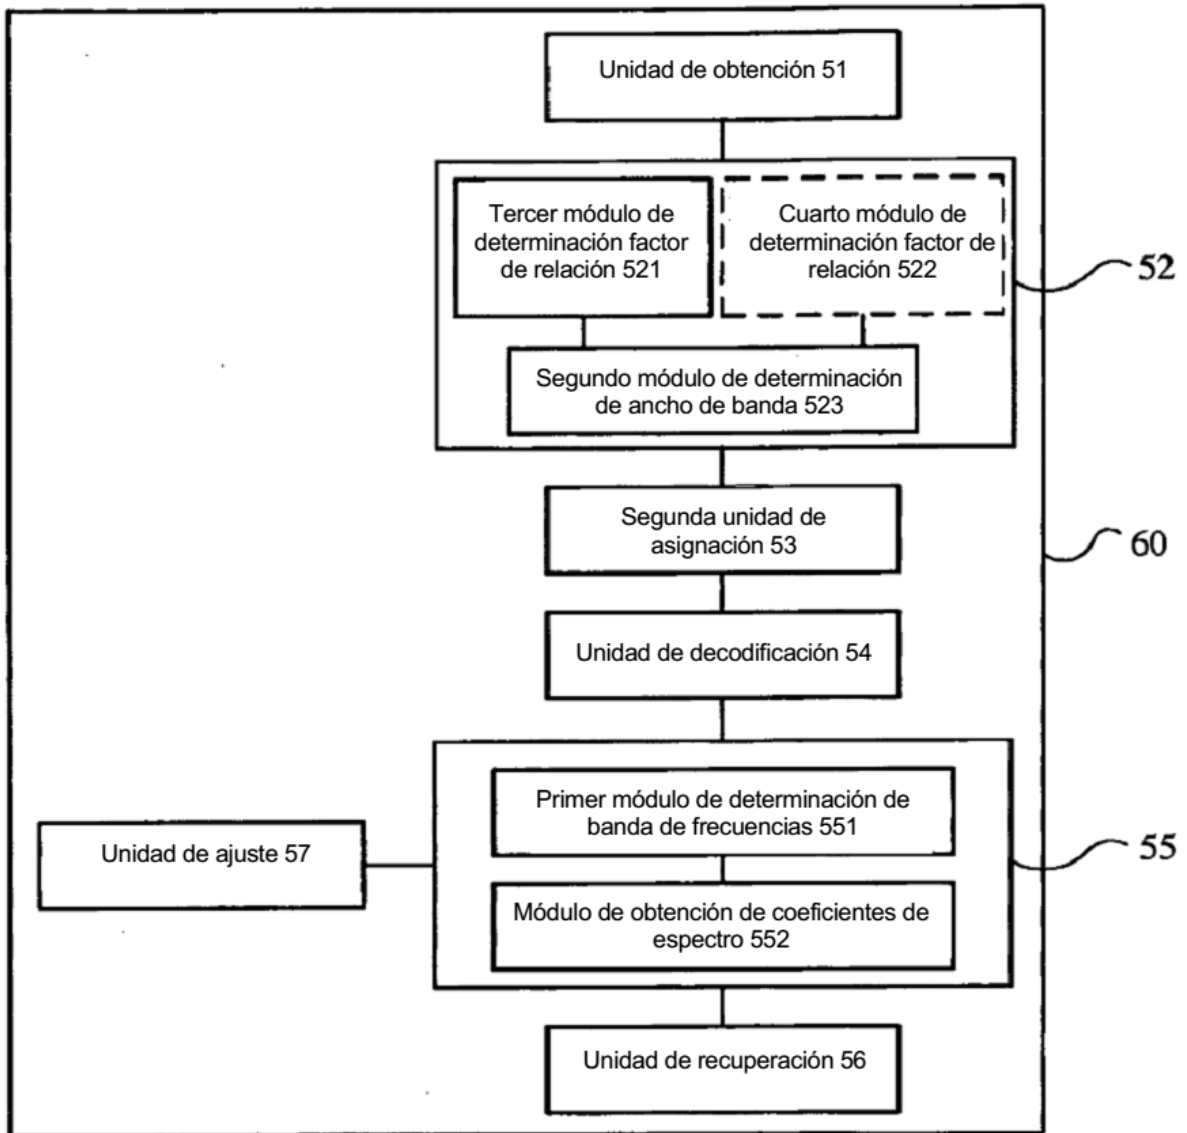 Unidad de obtención 51
Tercer módulo de
determinación factor
de relación 521
Cuarto módulo de
determinación factor de
relación 522
52
Segundo módulo de determinación
de ancho de banda 523
Segunda unidad de
asignación 53
60
Unidad de decodificación 54
Primer módulo de determinación de
banda de frecuencias 551
Unidad de ajuste 57
55
Módulo de obtención de coeficientes de
espectro 552
Unidad de recuperación 56